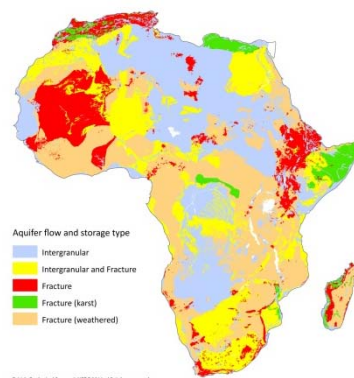 Aquifer flow and storage type
Intergranular
Intergranular and Fracture
Fracture
Fracture (karst)
Fracture (weathered)